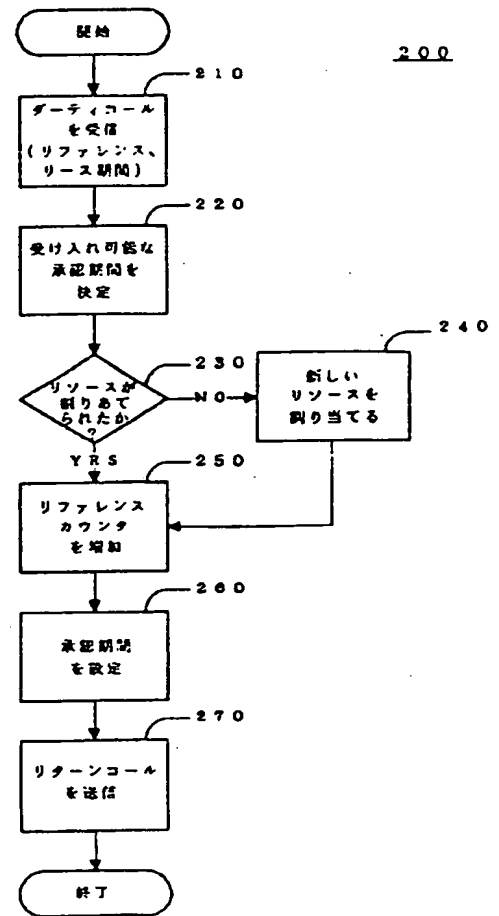 開始
200
210
ダーティコール
を受信
(リファレンス、
リース期間)
220
受け入れ可能な
承認期間を
決定
230
リソースが
割りあて
られたか
?
NO
240
新しい
リソースを
割り当てる
YRS
250
リファレンス
カウンタ
を増加
260
承認期間
を設定
270
リターンコール
を送信
終了